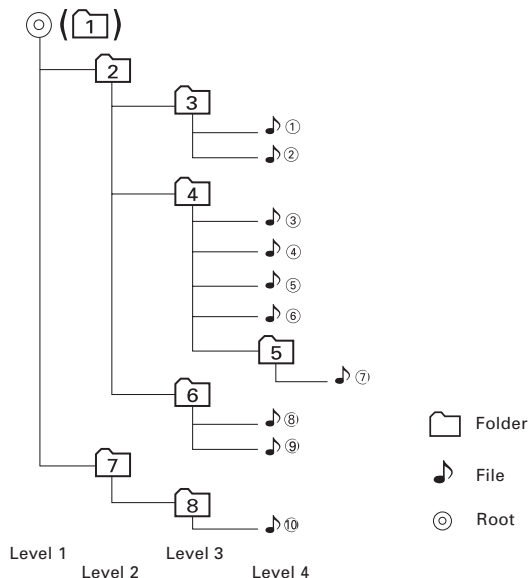 (1)
2
3
①
②
4
③
④
⑤
⑥
5
⑦
6
⑧
⑨
7
8
⑩
Folder
File
Root
Level 1
Level 2
Level 3
Level 4